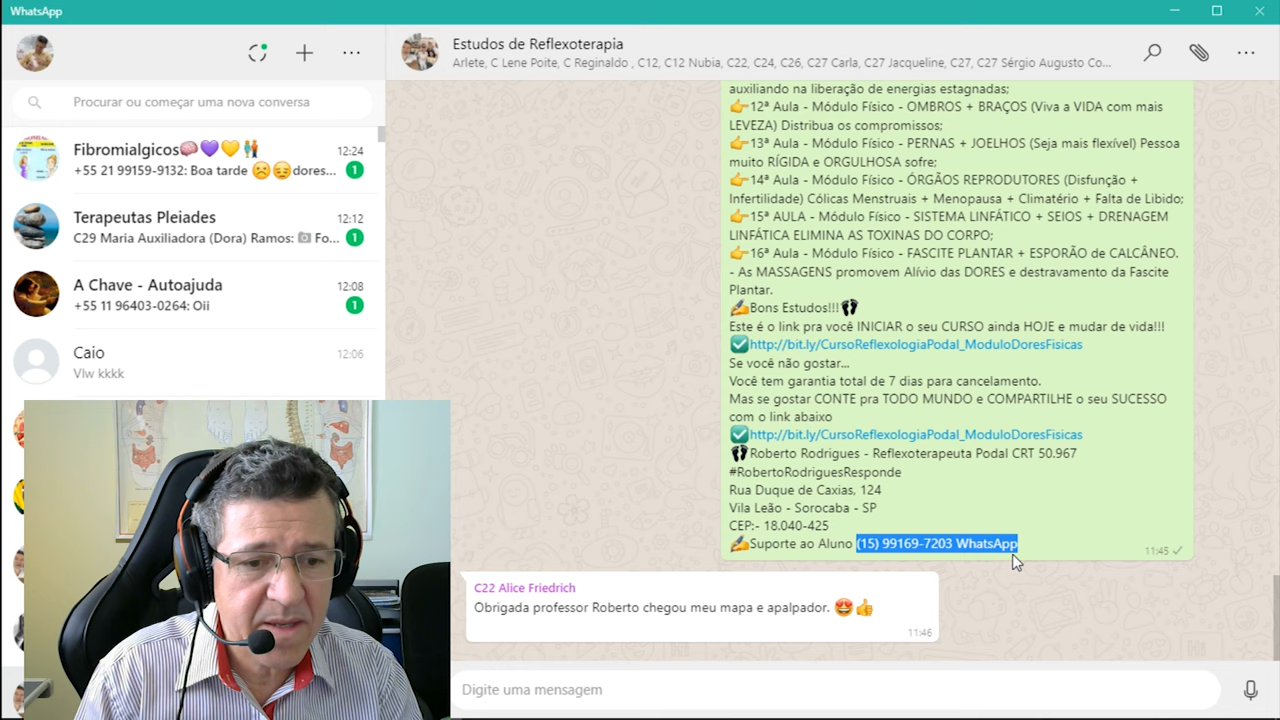 WhatsApp
Procurar ou começar uma nova conversa
Fibromialgicos🧠💜💛👬 12:24
+55 21 99159-9132: Boa tarde ☹️😔dores... 1
Terapeutas Pleiades 12:12
C29 Maria Auxiliadora (Dora) Ramos: 📷 Fo... 1
A Chave - Autoajuda 12:08
+55 11 96403-0264: Oii 1
Caio 12:06
Vlw kkkk
Estudos de Reflexoterapia
Arlete, C Lene Poite, C Reginaldo , C12, C12 Nubia, C22, C24, C26, C27 Carla, C27 Jacqueline, C27, C27 Sérgio Augusto Co...
auxiliando na liberação de energias estagnadas;
👉12ª Aula - Módulo Físico - OMBROS + BRAÇOS (Viva a VIDA com mais
LEVEZA) Distribua os compromissos;
👉13ª Aula - Módulo Físico - PERNAS + JOELHOS (Seja mais flexível) Pessoa
muito RÍGIDA e ORGULHOSA sofre;
👉14ª Aula - Módulo Físico - ÓRGÃOS REPRODUTORES (Disfunção +
Infertilidade) Cólicas Menstruais + Menopausa + Climatério + Falta de Libido;
👉15ª AULA - Módulo Físico - SISTEMA LINFÁTICO + SEIOS + DRENAGEM
LINFÁTICA ELIMINA AS TOXINAS DO CORPO;
👉16ª Aula - Módulo Físico - FASCITE PLANTAR + ESPORÃO de CALCÂNEO.
- As MASSAGENS promovem Alívio das DORES e destravamento da Fascite
Plantar.
✍️Bons Estudos!!!👣
Este é o link pra você INICIAR o seu CURSO ainda HOJE e mudar de vida!!!
✅http://bit.ly/CursoReflexologiaPodal_ModuloDoresFisicas
Se você não gostar...
Você tem garantia total de 7 dias para cancelamento.
Mas se gostar CONTE pra TODO MUNDO e COMPARTILHE o seu SUCESSO
com o link abaixo
✅http://bit.ly/CursoReflexologiaPodal_ModuloDoresFisicas
👣Roberto Rodrigues - Reflexoterapeuta Podal CRT 50.967
#RobertoRodriguesResponde
Rua Duque de Caxias, 124
Vila Leão - Sorocaba - SP
CEP:- 18.040-425
✍️Suporte ao Aluno (15) 99169-7203 WhatsApp
11:45
C22 Alice Friedrich
Obrigada professor Roberto chegou meu mapa e apalpador. 🤩👍
11:46
Digite uma mensagem